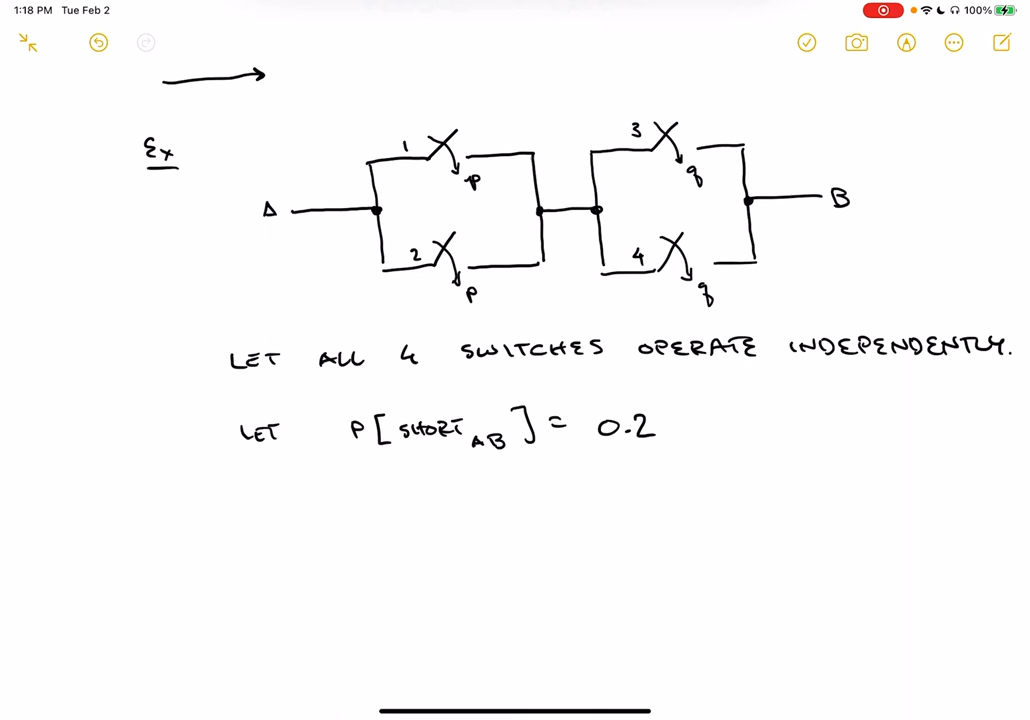 1:18 PM Tue Feb 2
100%
Ex
1 3
p q
A B
2 4
p q
LET ALL 4 SWITCHES OPERATE INDEPENDENTLY.
LET P[SHORT AB] = 0.2